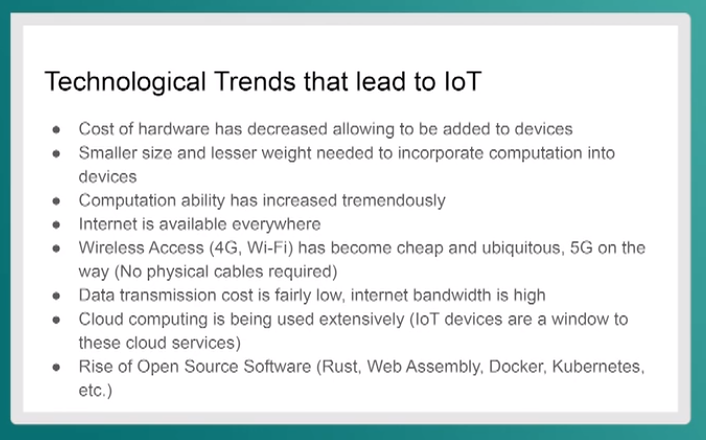 Technological Trends that lead to IoT
● Cost of hardware has decreased allowing to be added to devices
● Smaller size and lesser weight needed to incorporate computation into
devices
● Computation ability has increased tremendously
● Internet is available everywhere
● Wireless Access (4G, Wi-Fi) has become cheap and ubiquitous, 5G on the
way (No physical cables required)
● Data transmission cost is fairly low, internet bandwidth is high
● Cloud computing is being used extensively (IoT devices are a window to
these cloud services)
● Rise of Open Source Software (Rust, Web Assembly, Docker, Kubernetes,
etc.)